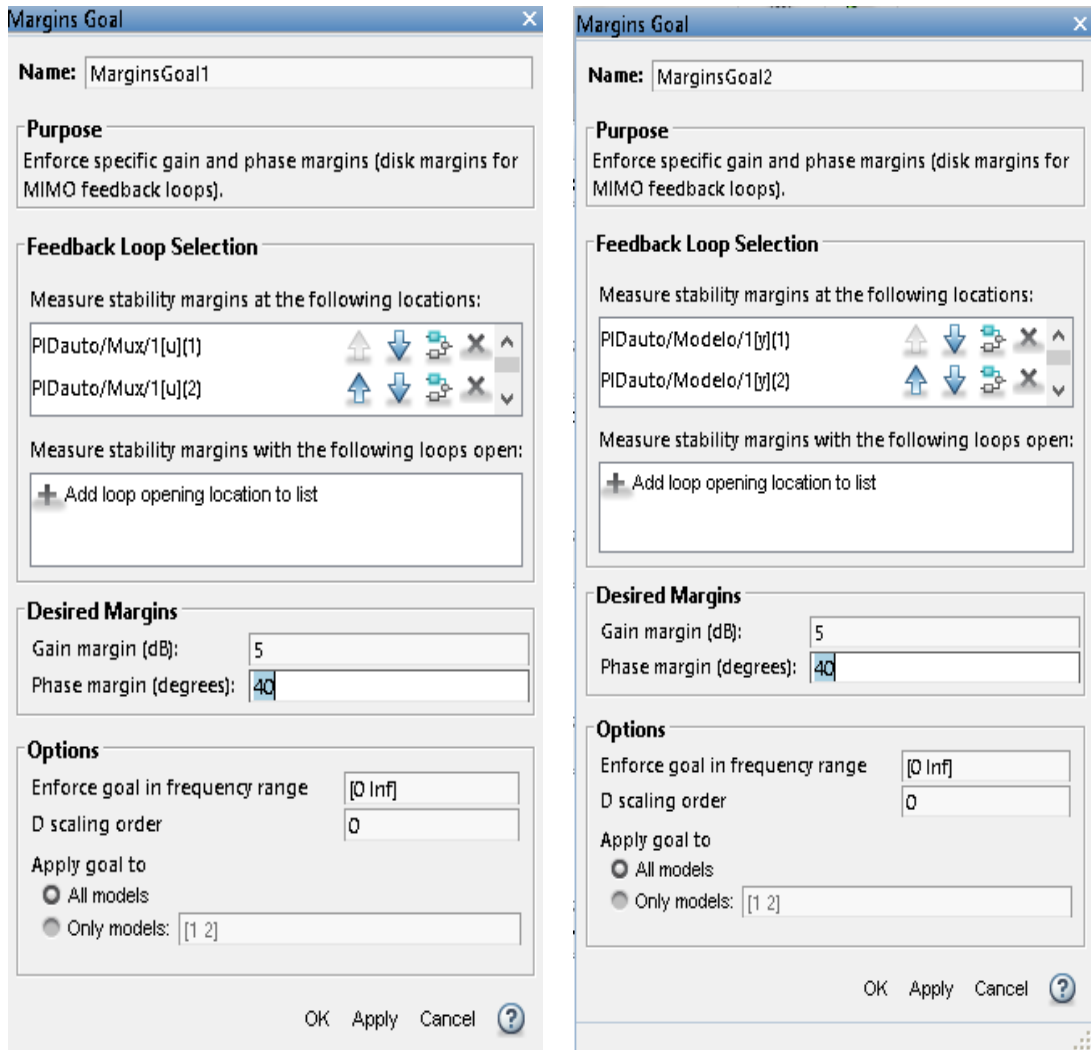 Margins Goal
Name: MarginsGoal1
Purpose
Enforce specific gain and phase margins (disk margins for
MIMO feedback loops).
Feedback Loop Selection
Measure stability margins at the following locations:
PIDauto/Mux/1[u](1)
PIDauto/Mux/1[u](2)
Measure stability margins with the following loops open:
Add loop opening location to list
Desired Margins
Gain margin (dB): 5
Phase margin (degrees): 40
Options
Enforce goal in frequency range [0 Inf]
D scaling order 0
Apply goal to
All models
Only models: [1 2]
OK Apply Cancel ?
Margins Goal
Name: MarginsGoal2
Purpose
Enforce specific gain and phase margins (disk margins for
MIMO feedback loops).
Feedback Loop Selection
Measure stability margins at the following locations:
PIDauto/Modelo/1[y](1)
PIDauto/Modelo/1[y](2)
Measure stability margins with the following loops open:
Add loop opening location to list
Desired Margins
Gain margin (dB): 5
Phase margin (degrees): 40
Options
Enforce goal in frequency range [0 Inf]
D scaling order 0
Apply goal to
All models
Only models: [1 2]
OK Apply Cancel ?